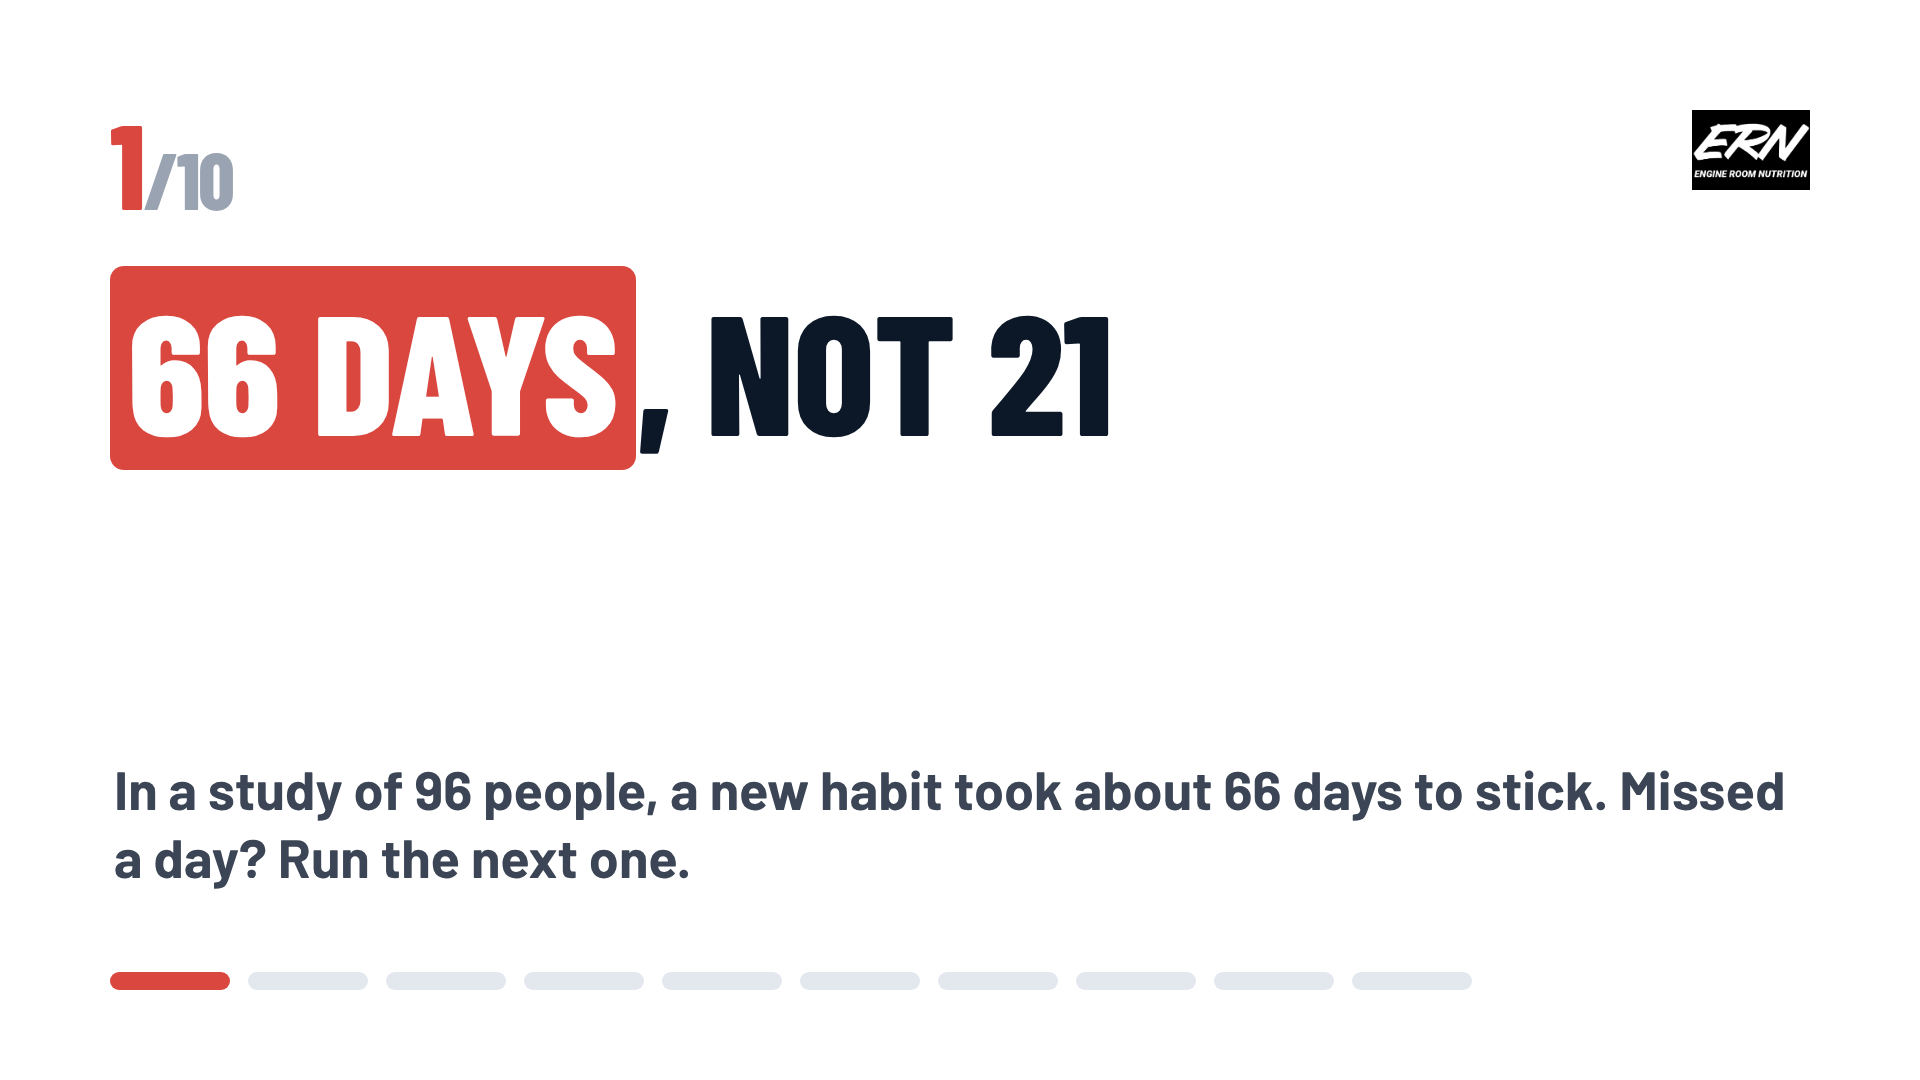 1/10
ERN
ENGINE ROOM NUTRITION
66 DAYS, NOT 21
In a study of 96 people, a new habit took about 66 days to stick. Missed
a day? Run the next one.